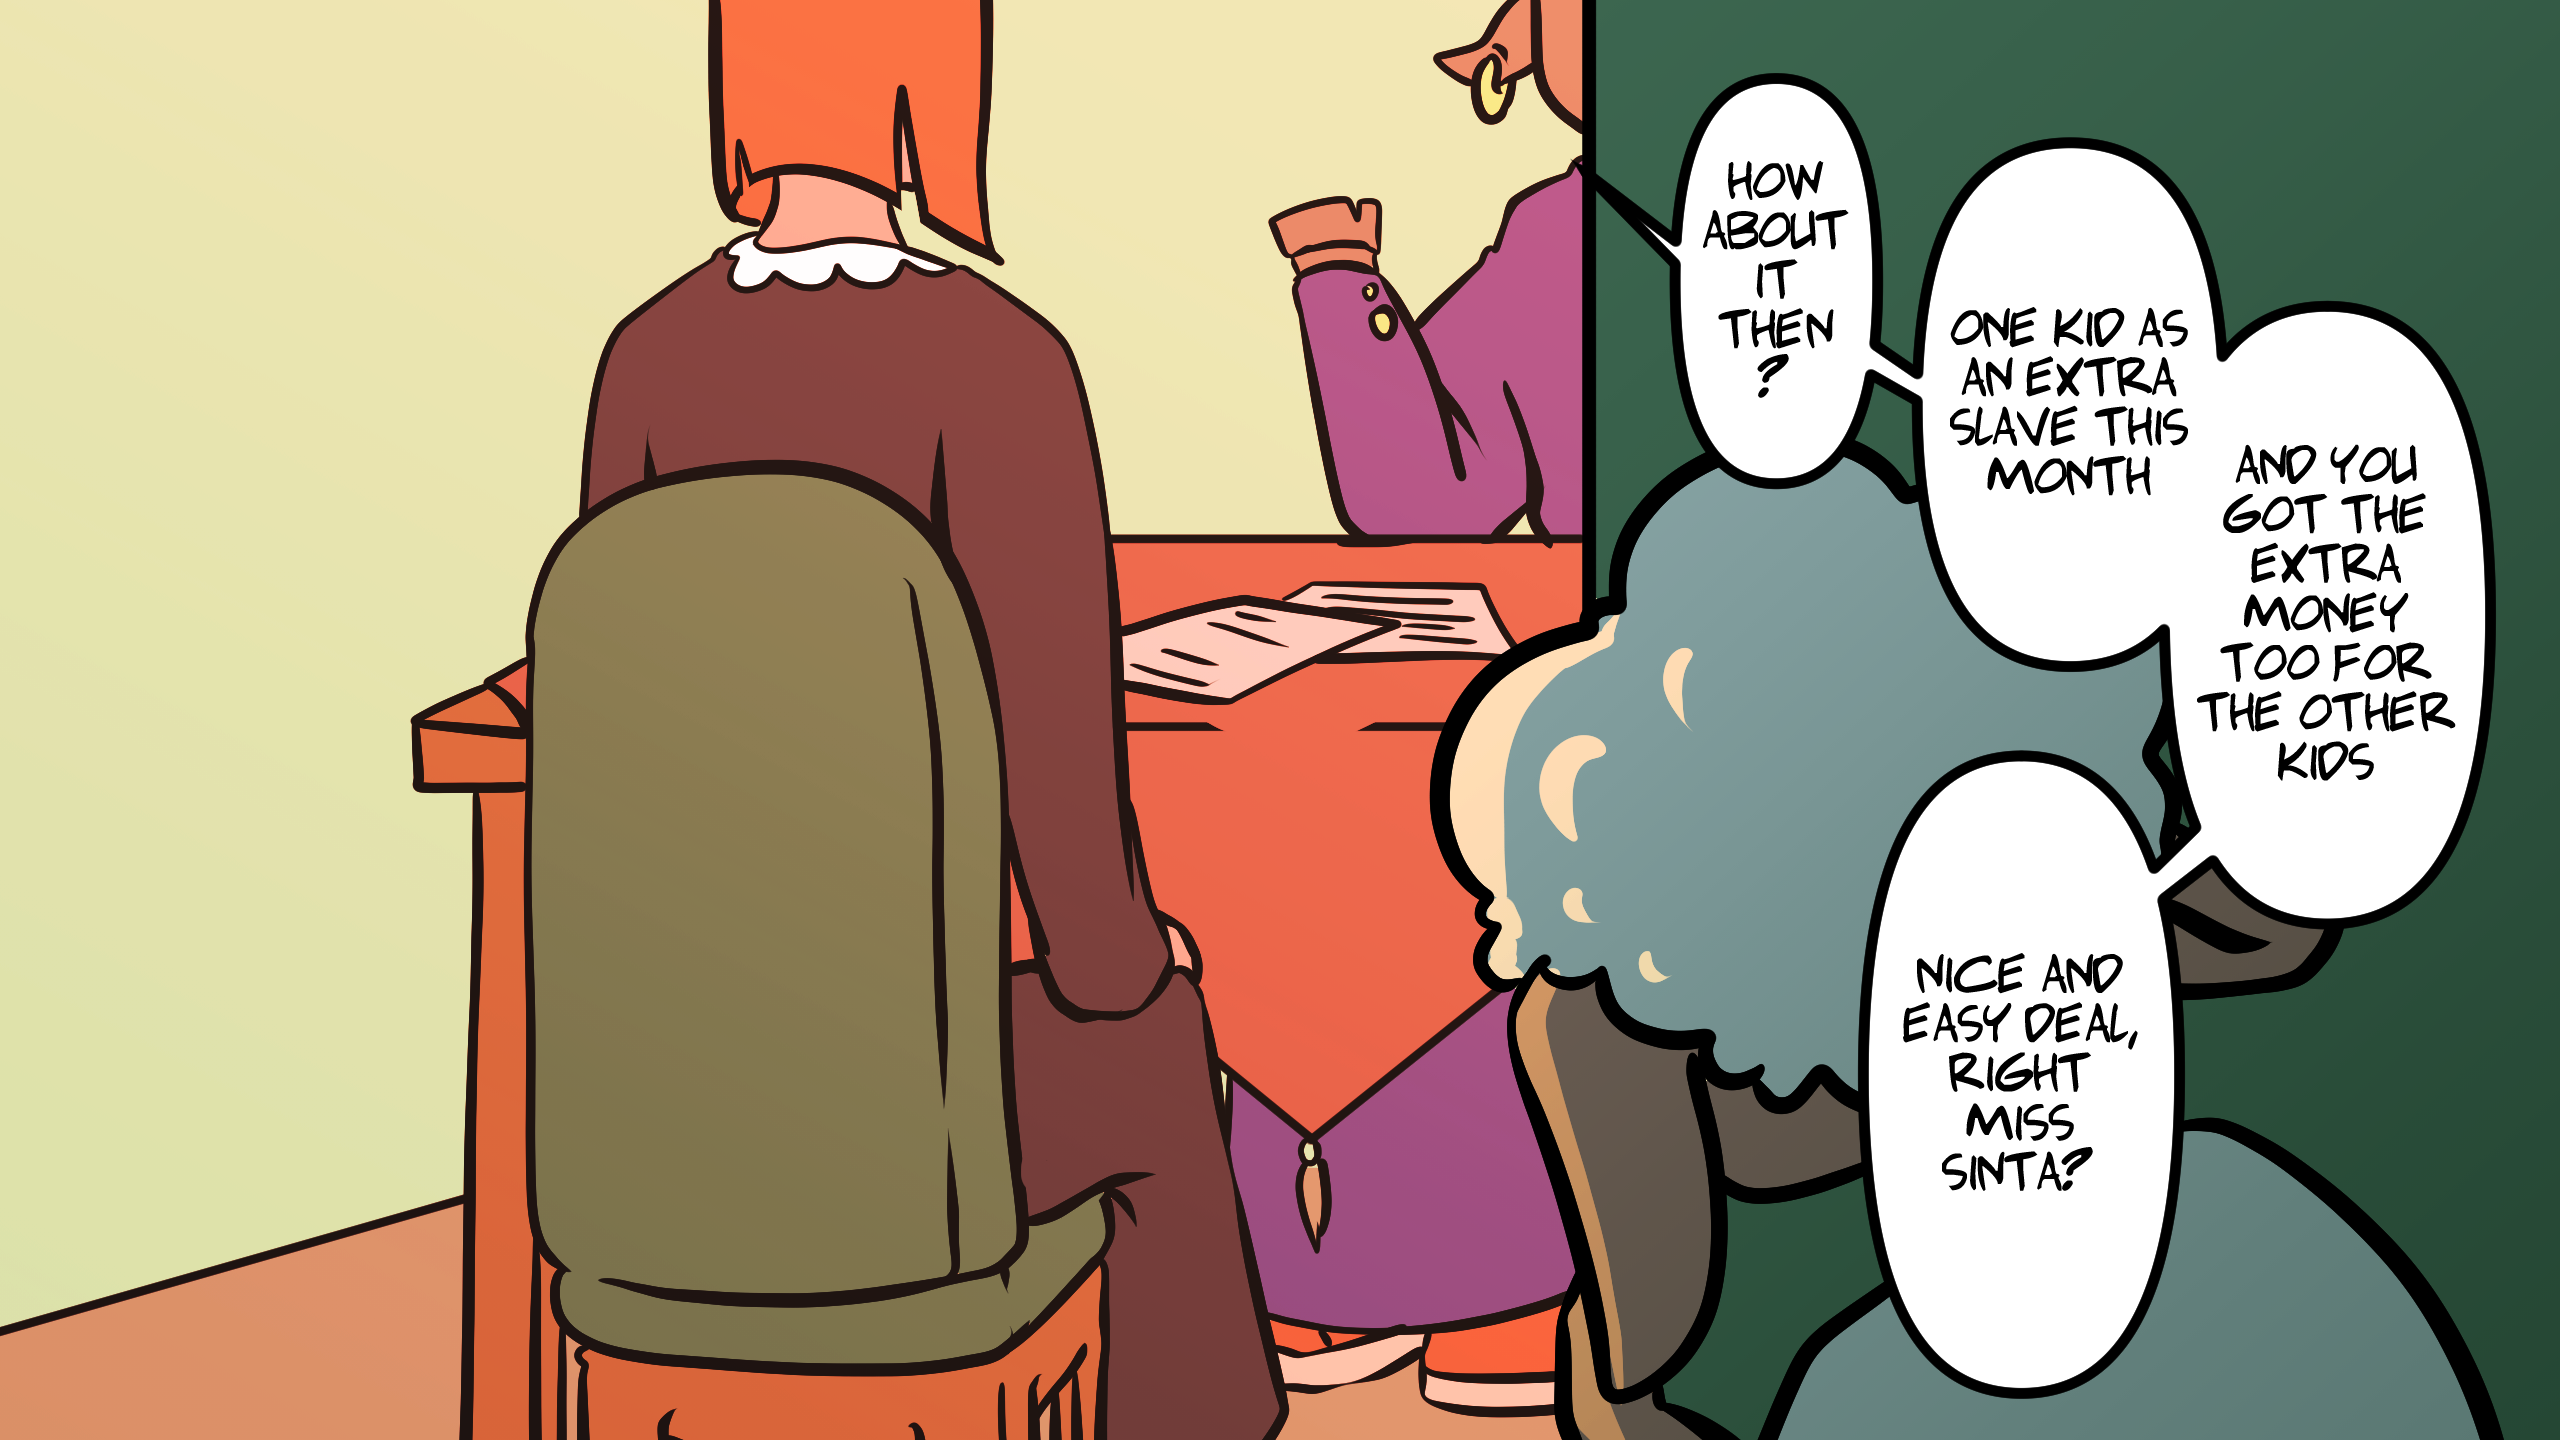 HOW
ABOUT
IT
THEN
?
ONE KID AS
AN EXTRA
SLAVE THIS
MONTH
AND YOU
GOT THE
EXTRA
MONEY
TOO FOR
THE OTHER
KIDS
NICE AND
EASY DEAL,
RIGHT
MISS
SINTA?